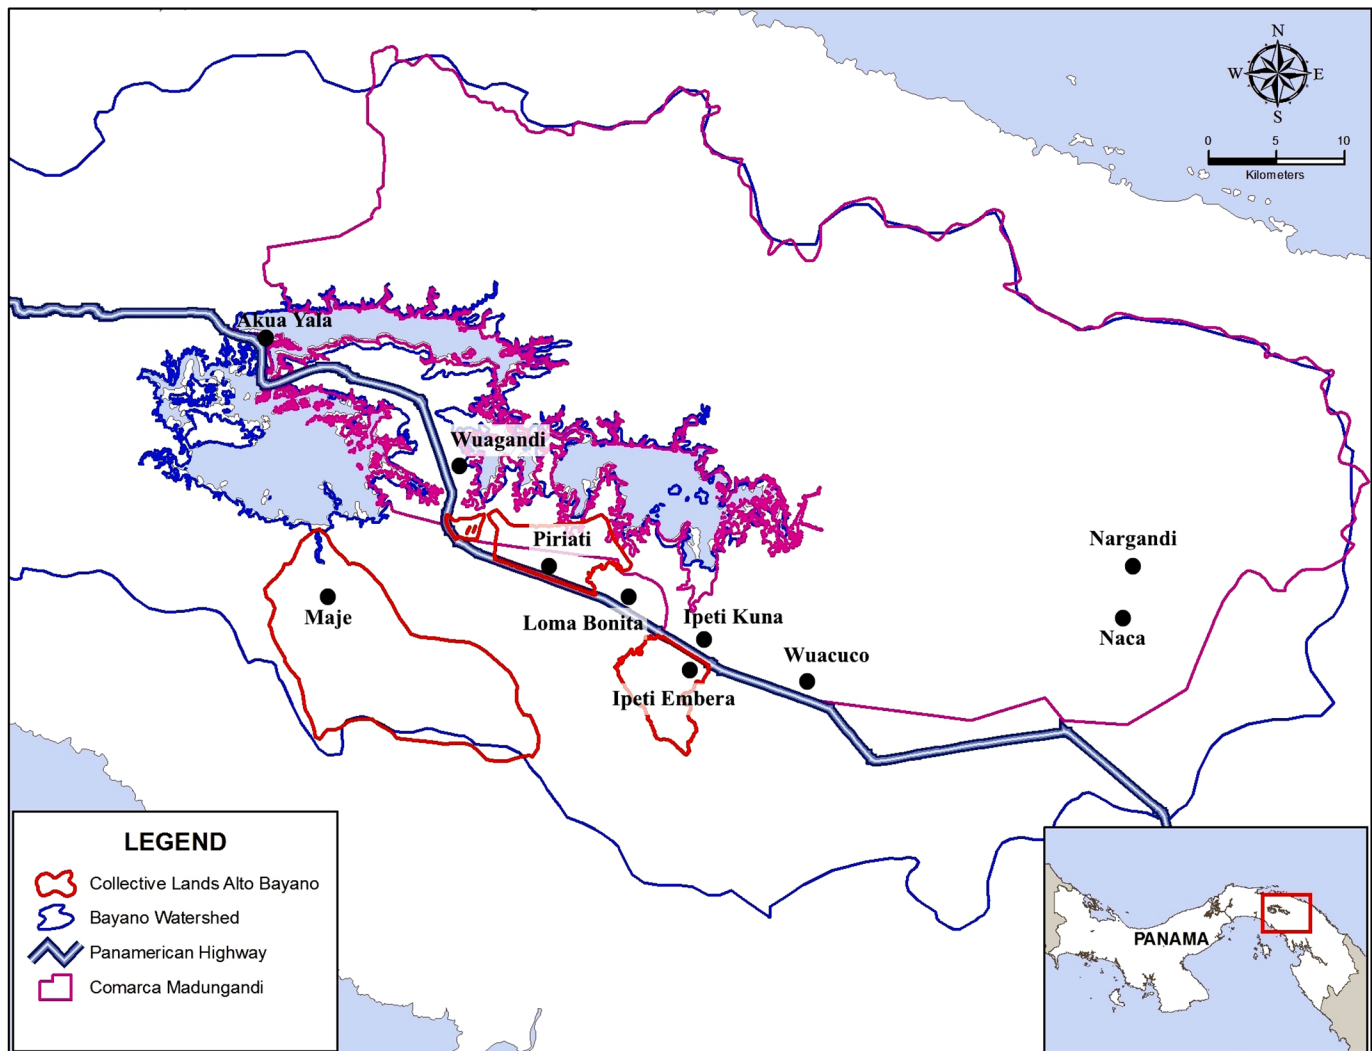 N
W E
S
0 5 10
Kilometers
Akua Yala
Wuagandi
Piriati
Nargandi
Maje
Loma Bonita
Ipeti Kuna
Naca
Wuacuco
Ipeti Embera
LEGEND
Collective Lands Alto Bayano
Bayano Watershed
Panamerican Highway
Comarca Madungandi
PANAMA